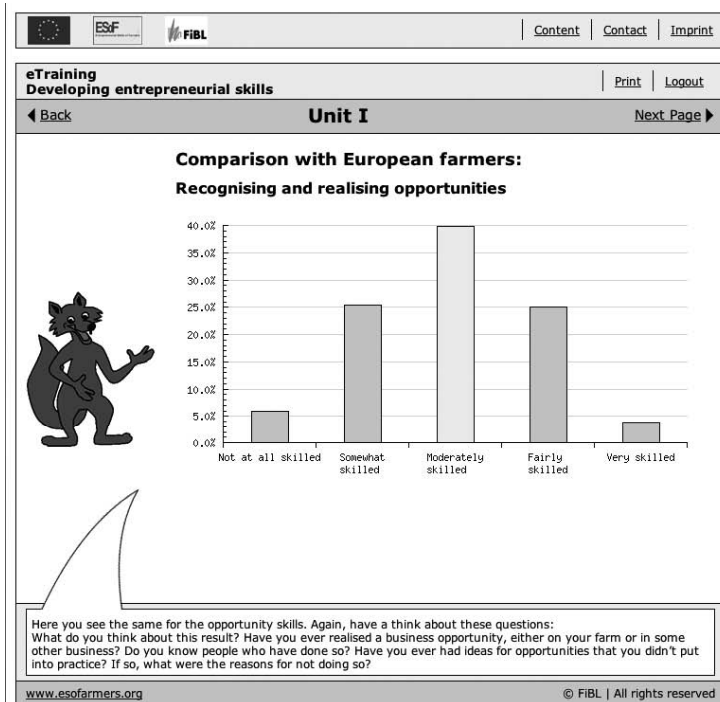 ESoF
FiBL
Content
Contact
Imprint
eTraining
Developing entrepreneurial skills
Print
Logout
Back
Unit I
Next Page
Comparison with European farmers:
Recognising and realising opportunities
40.0%
35.0%
30.0%
25.0%
20.0%
15.0%
10.0%
5.0%
0.0%
Not at all skilled
Somewhat
skilled
Moderately
skilled
Fairly
skilled
Very skilled
Here you see the same for the opportunity skills. Again, have a think about these questions:
What do you think about this result? Have you ever realised a business opportunity, either on your farm or in some
other business? Do you know people who have done so? Have you ever had ideas for opportunities that you didn't put
into practice? If so, what were the reasons for not doing so?
www.esofarmers.org
© FiBL | All rights reserved